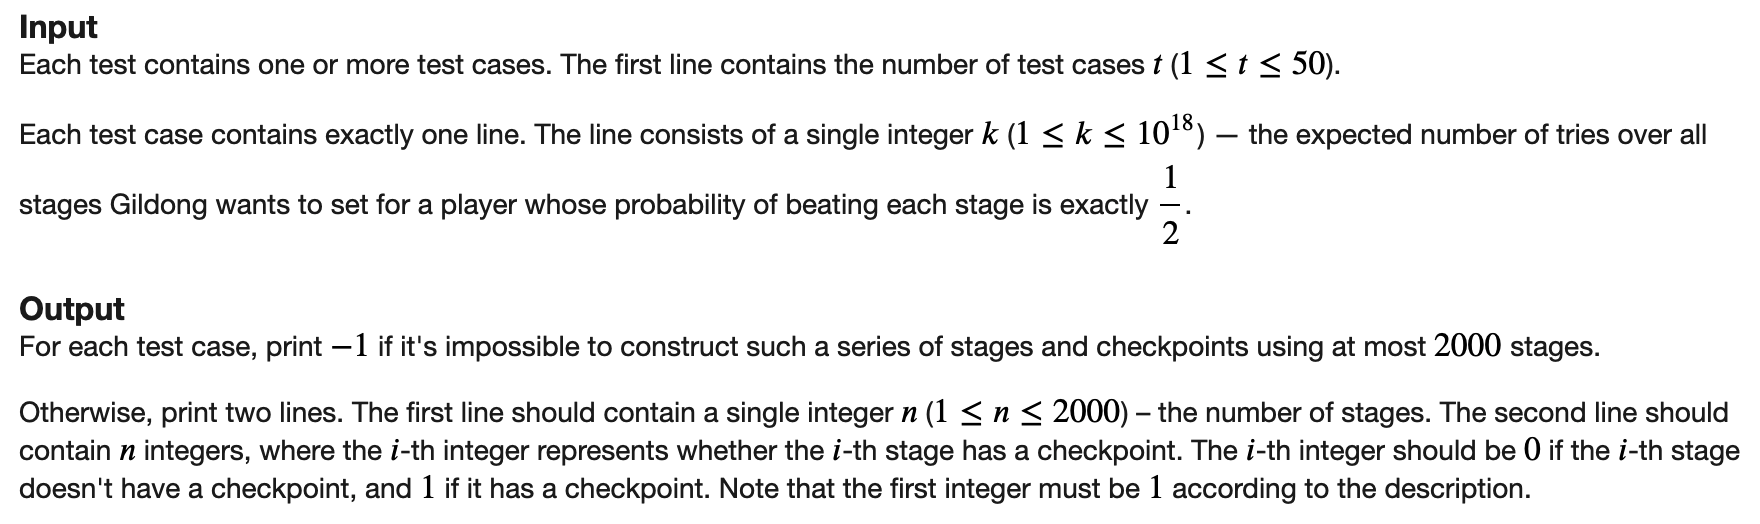 Input
Each test contains one or more test cases. The first line contains the number of test cases t (1 ≤ t ≤ 50).
Each test case contains exactly one line. The line consists of a single integer k (1 ≤ k ≤ 10^18) – the expected number of tries over all
stages Gildong wants to set for a player whose probability of beating each stage is exactly 1/2.
Output
For each test case, print −1 if it's impossible to construct such a series of stages and checkpoints using at most 2000 stages.
Otherwise, print two lines. The first line should contain a single integer n (1 ≤ n ≤ 2000) – the number of stages. The second line should
contain n integers, where the i-th integer represents whether the i-th stage has a checkpoint. The i-th integer should be 0 if the i-th stage
doesn't have a checkpoint, and 1 if it has a checkpoint. Note that the first integer must be 1 according to the description.